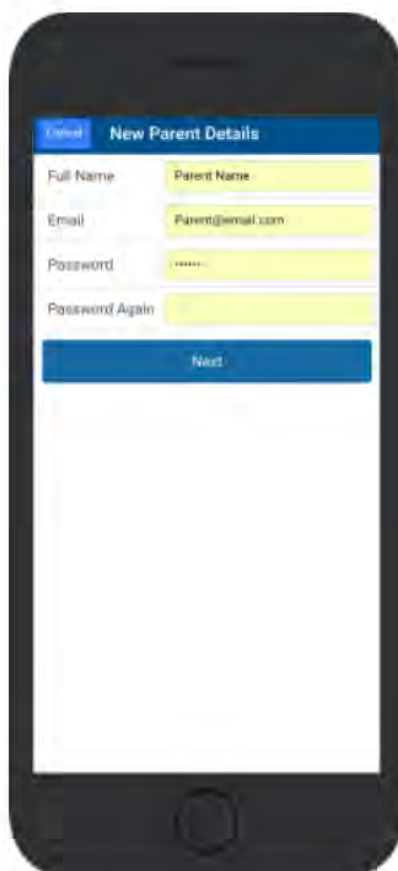 Cancel New Parent Details
Full Name Parent Name
Email Parent@email.com
Password ••••••
Password Again
Next